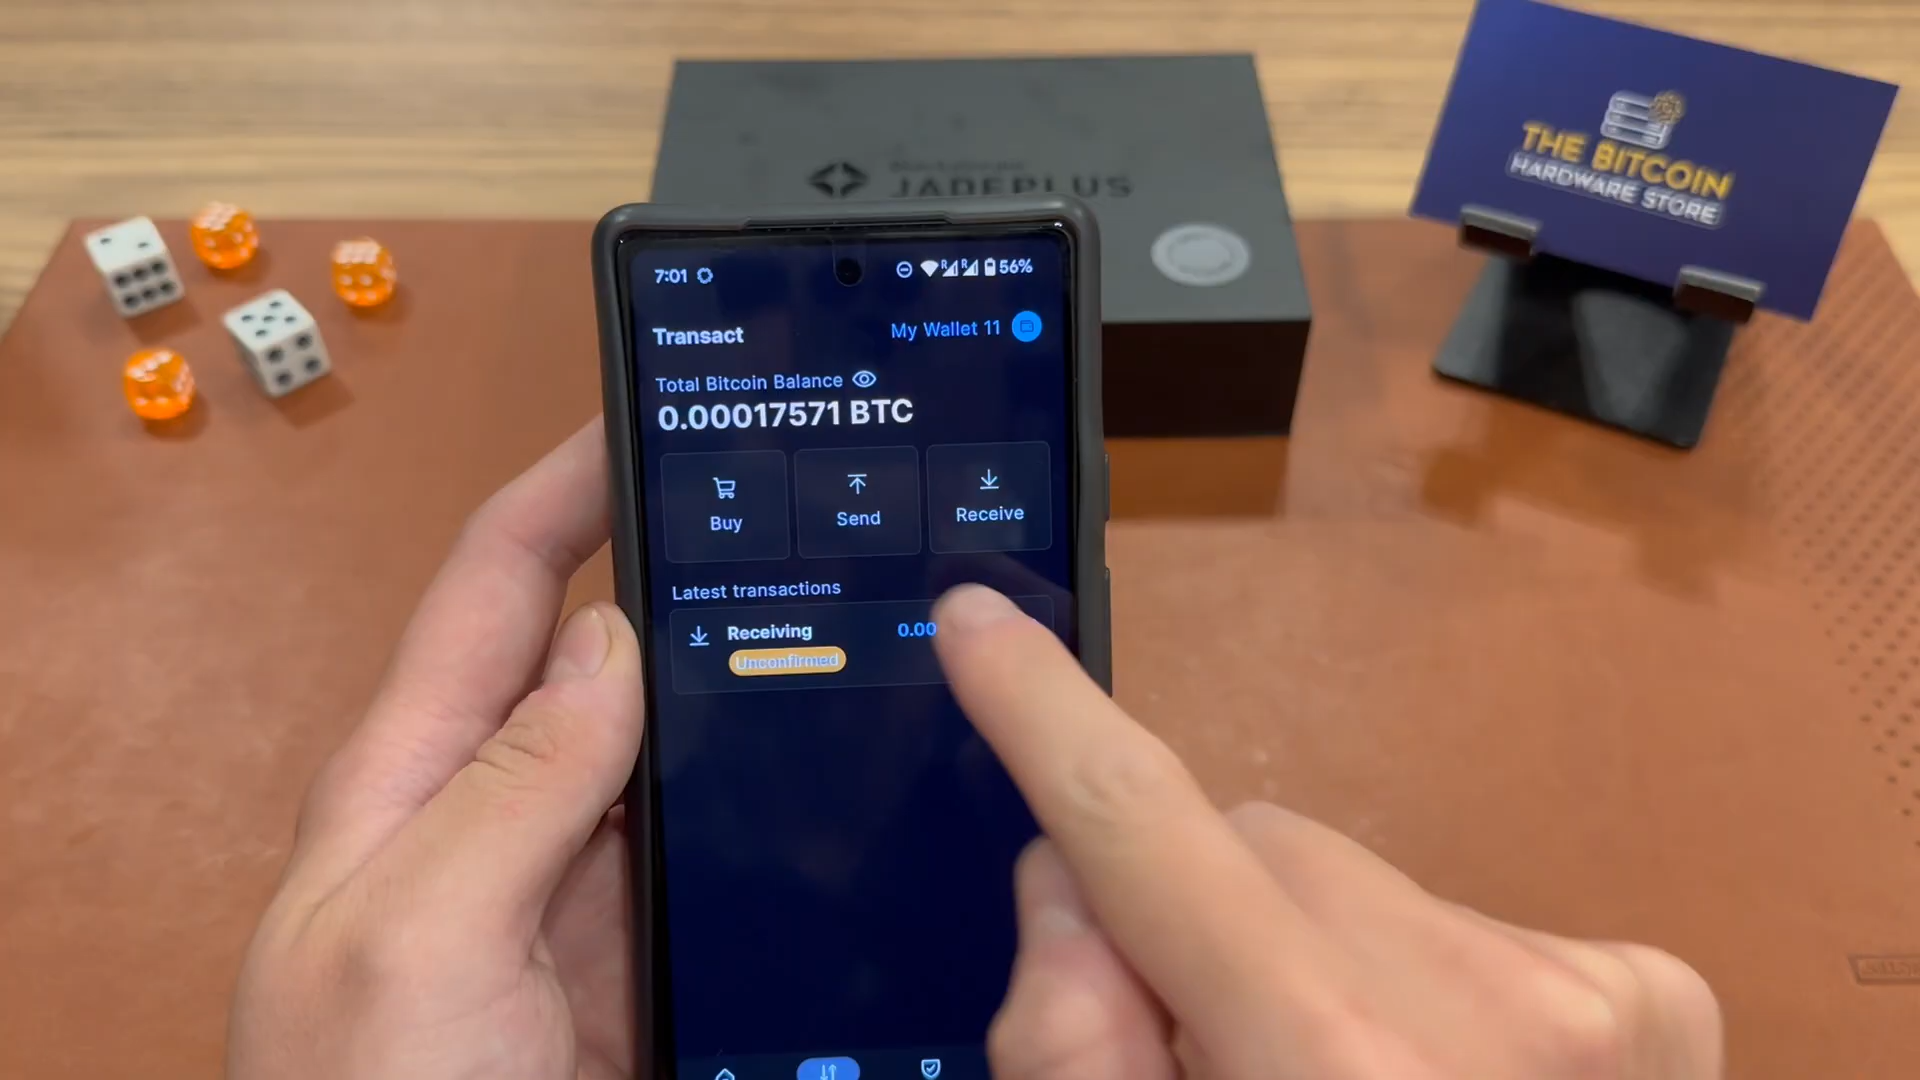 JADEPLUS
THE BITCOIN
HARDWARE STORE
7:01
R R 56%
Transact
My Wallet 11
Total Bitcoin Balance
0.00017571 BTC
Buy
Send
Receive
Latest transactions
Receiving
0.00
Unconfirmed